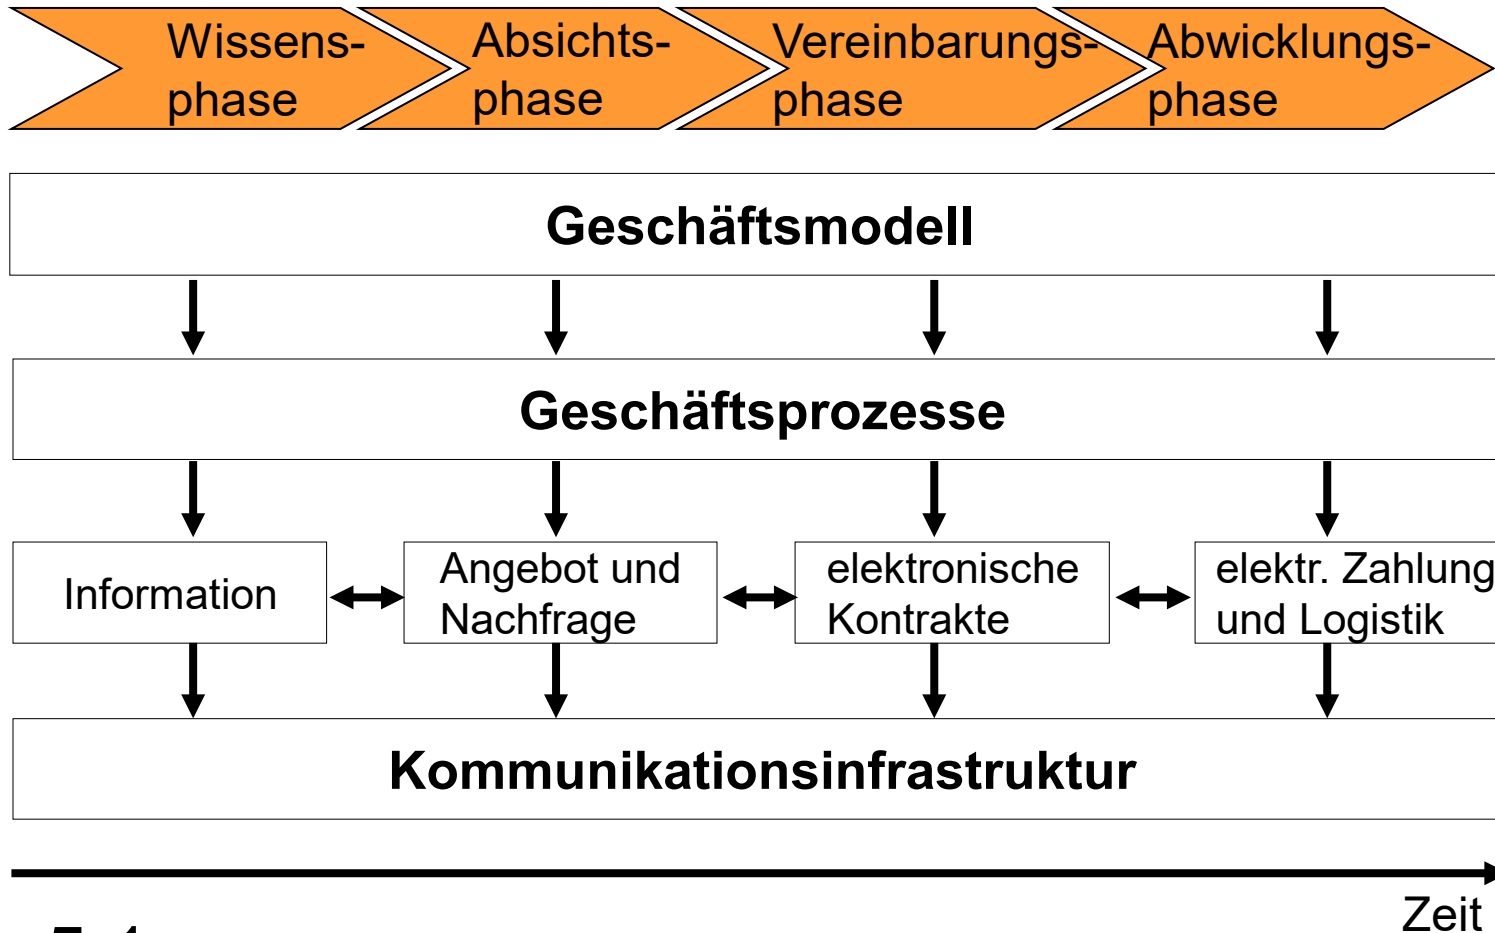 Wissens-
phase
Absichts-
phase
Vereinbarungs-
phase
Abwicklungs-
phase
Geschäftsmodell
Geschäftsprozesse
Information
Angebot und
Nachfrage
elektronische
Kontrakte
elektr. Zahlung
und Logistik
Kommunikationsinfrastruktur
Zeit